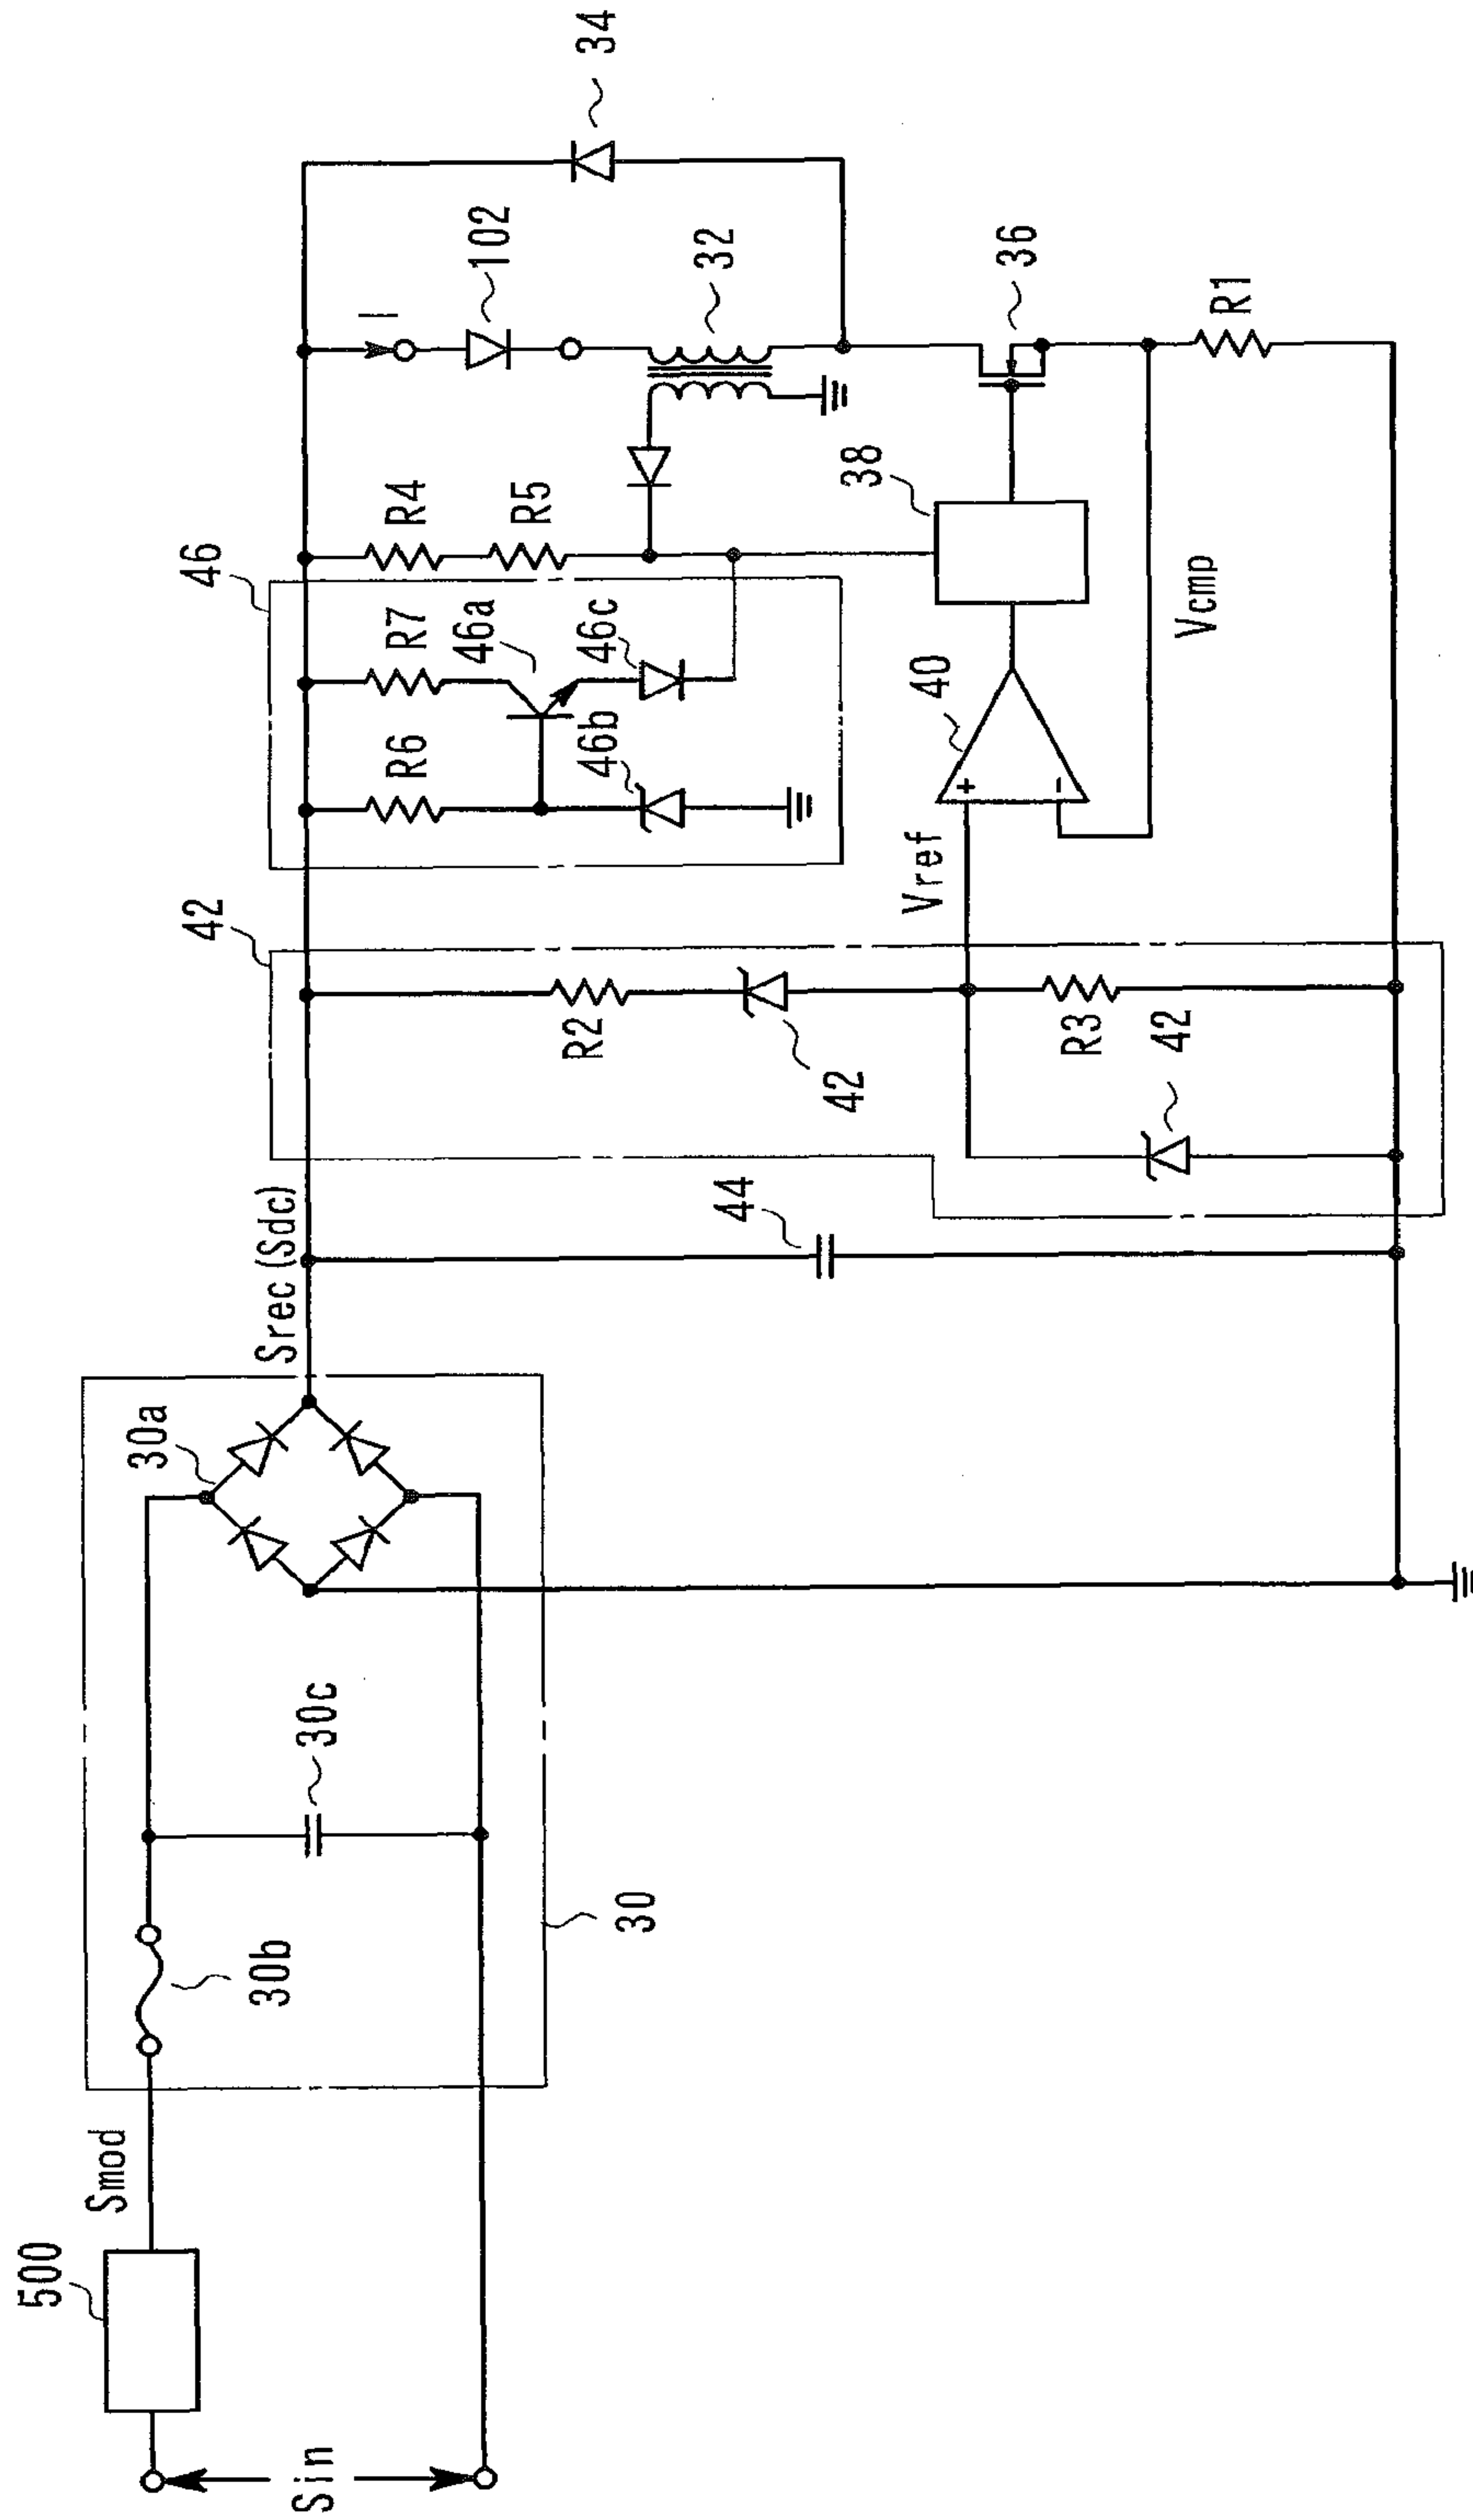 500
Smod
30b
30c
30a
30
Sin
Srec (Sdc)
44
42
R2
42
R3
42
Vref
46
R6
R7
46a
46b
46c
R4
R5
I
102
32
34
38
40
+
-
36
Vcmp
R1